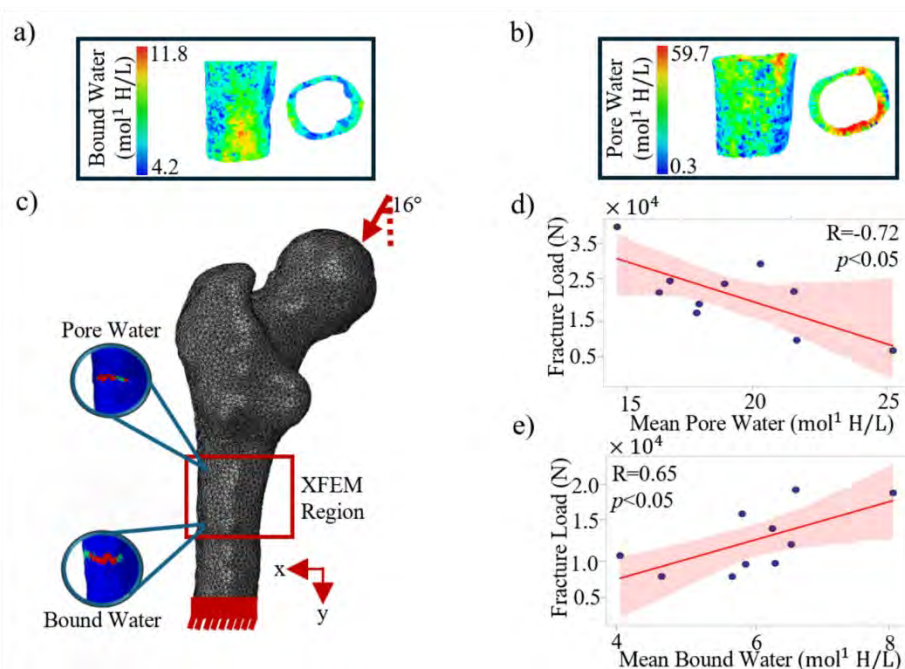 a)
Bound Water
(mol¹ H/L)
11.8
4.2
b)
Pore Water
(mol¹ H/L)
59.7
0.3
c)
16°
Pore Water
XFEM
Region
x
y
Bound Water
d)
× 10⁴
Fracture Load (N)
3.5
2.5
1.5
0.5
R=-0.72
p<0.05
15
20
25
Mean Pore Water (mol¹ H/L)
e)
× 10⁴
Fracture Load (N)
2.0
1.5
1.0
0.5
R=0.65
p<0.05
4
6
8
Mean Bound Water (mol¹ H/L)